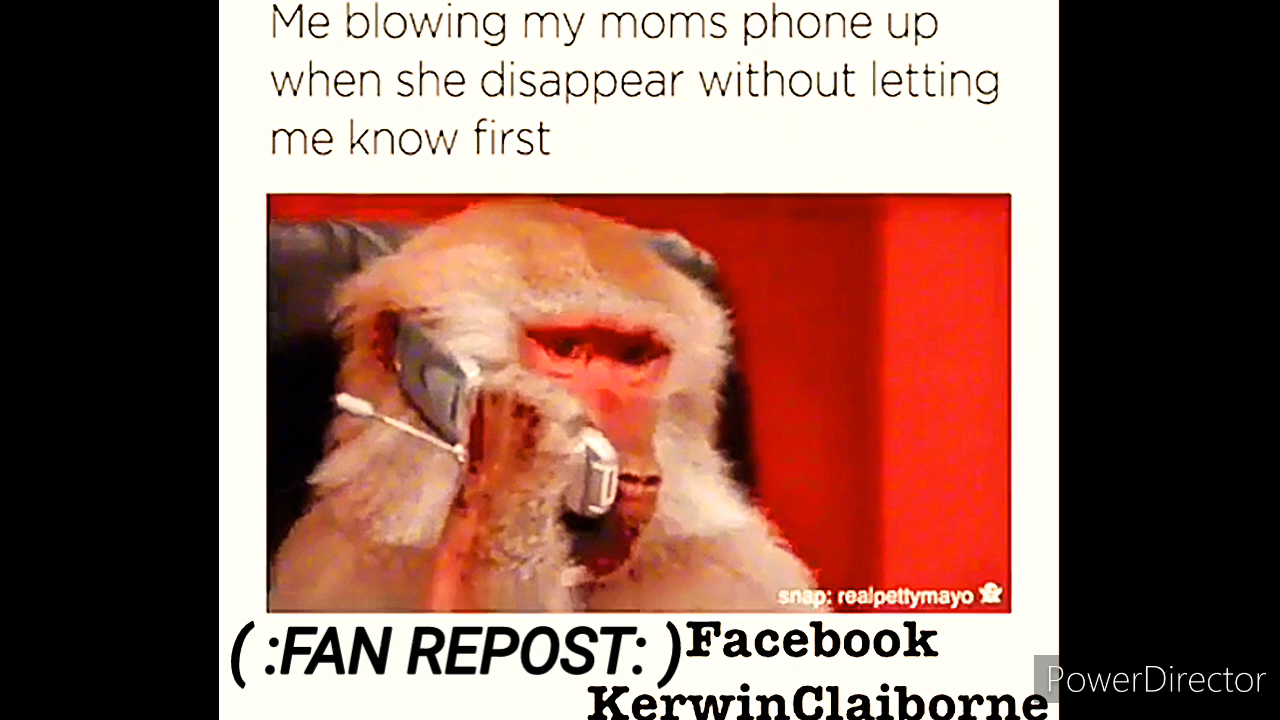 Me blowing my moms phone up
when she disappear without letting
me know first
snap: realpettymayo
( :FAN REPOST: )Facebook
KerwinClaiborne
PowerDirector